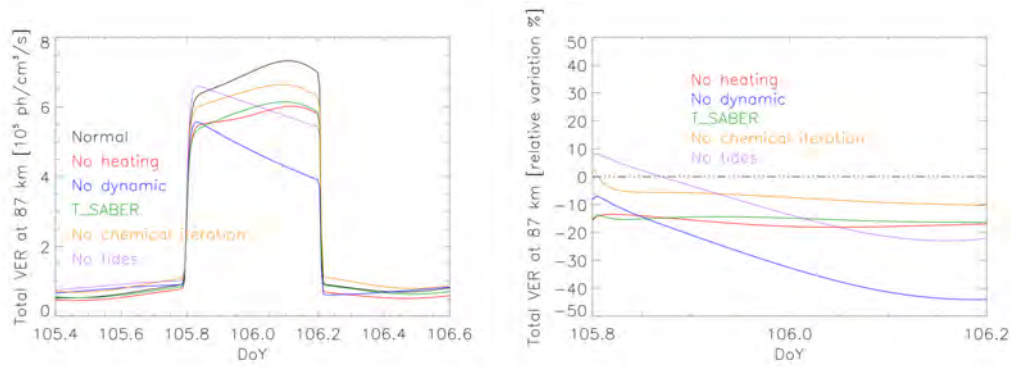 Total VER at 87 km [10⁵ ph/cm³/s]
8
6
4
2
0
Normal
No heating
No dynamic
T_SABER
No chemical iteration
No tides
105.4 105.6 105.8 106.0 106.2 106.4 106.6
DoY
Total VER at 87 km [relative variation %]
50
40
30
20
10
0
-10
-20
-30
-40
-50
No heating
No dynamic
T_SABER
No chemical iteration
No tides
105.8 106.0 106.2
DoY